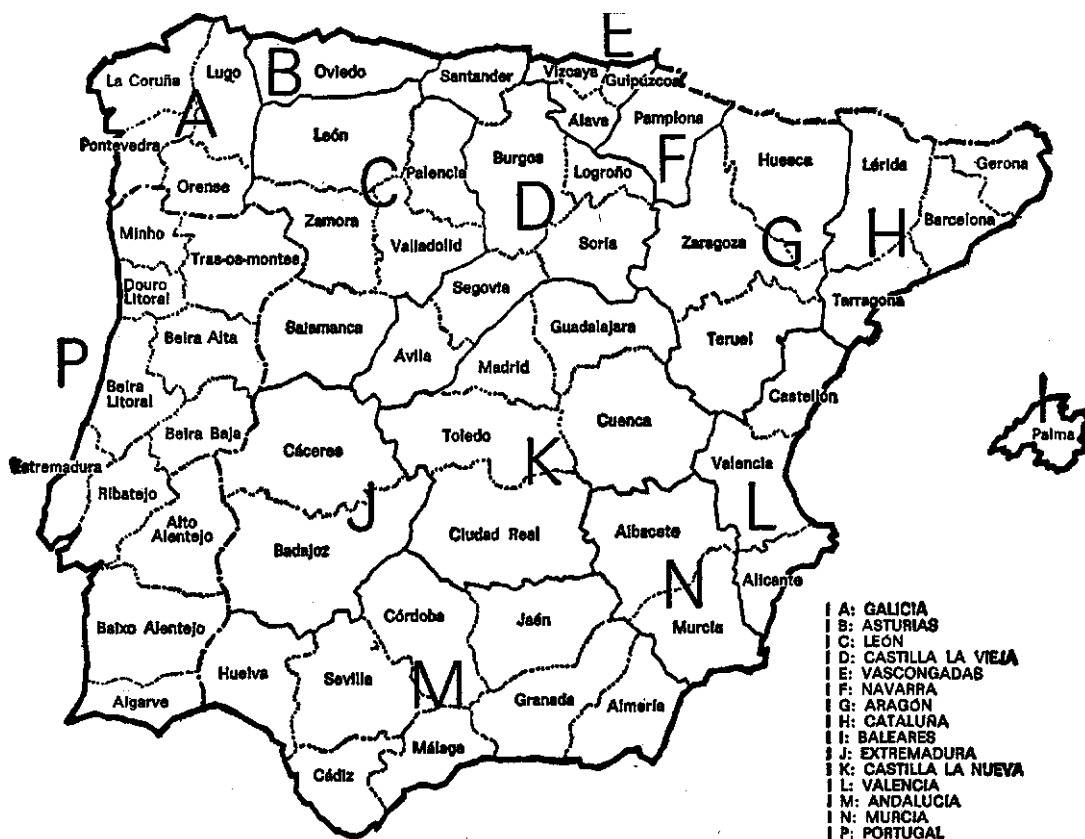 E
B
Oviedo
Santander
Vizcaya
Guipúzcoa
La Coruña
Lugo
A
Alava
Pamplona
León
Pontevedra
Burgos
F
Huesca
Lérida
Gerona
Orense
C
Palencia
Logroño
D
Zamora
Barcelona
Minho
Valladolid
Soria
Zaragoza
G
H
Tras-os-montes
Douro
Litoral
Segovia
Tarragona
Salamanca
Guadalajara
Beira Alta
Avila
Madrid
Teruel
P
Beira
Litoral
Castellón
I
Palma
Beira Baja
Cáceres
Toledo
Cuenca
K
Valencia
Estremadura
Ribatejo
J
L
Alto
Alentejo
Badajoz
Ciudad Real
Albacete
N
Alicante
Baixo Alentejo
Córdoba
Jaén
Murcia
Huelva
Sevilla
M
Algarve
Granada
Almería
Málaga
Cádiz
A: GALICIA
B: ASTURIAS
C: LEÓN
D: CASTILLA LA VIEJA
E: VASCONGADAS
F: NAVARRA
G: ARAGÓN
H: CATALUÑA
I: BALEARES
J: EXTREMADURA
K: CASTILLA LA NUEVA
L: VALENCIA
M: ANDALUCIA
N: MURCIA
P: PORTUGAL